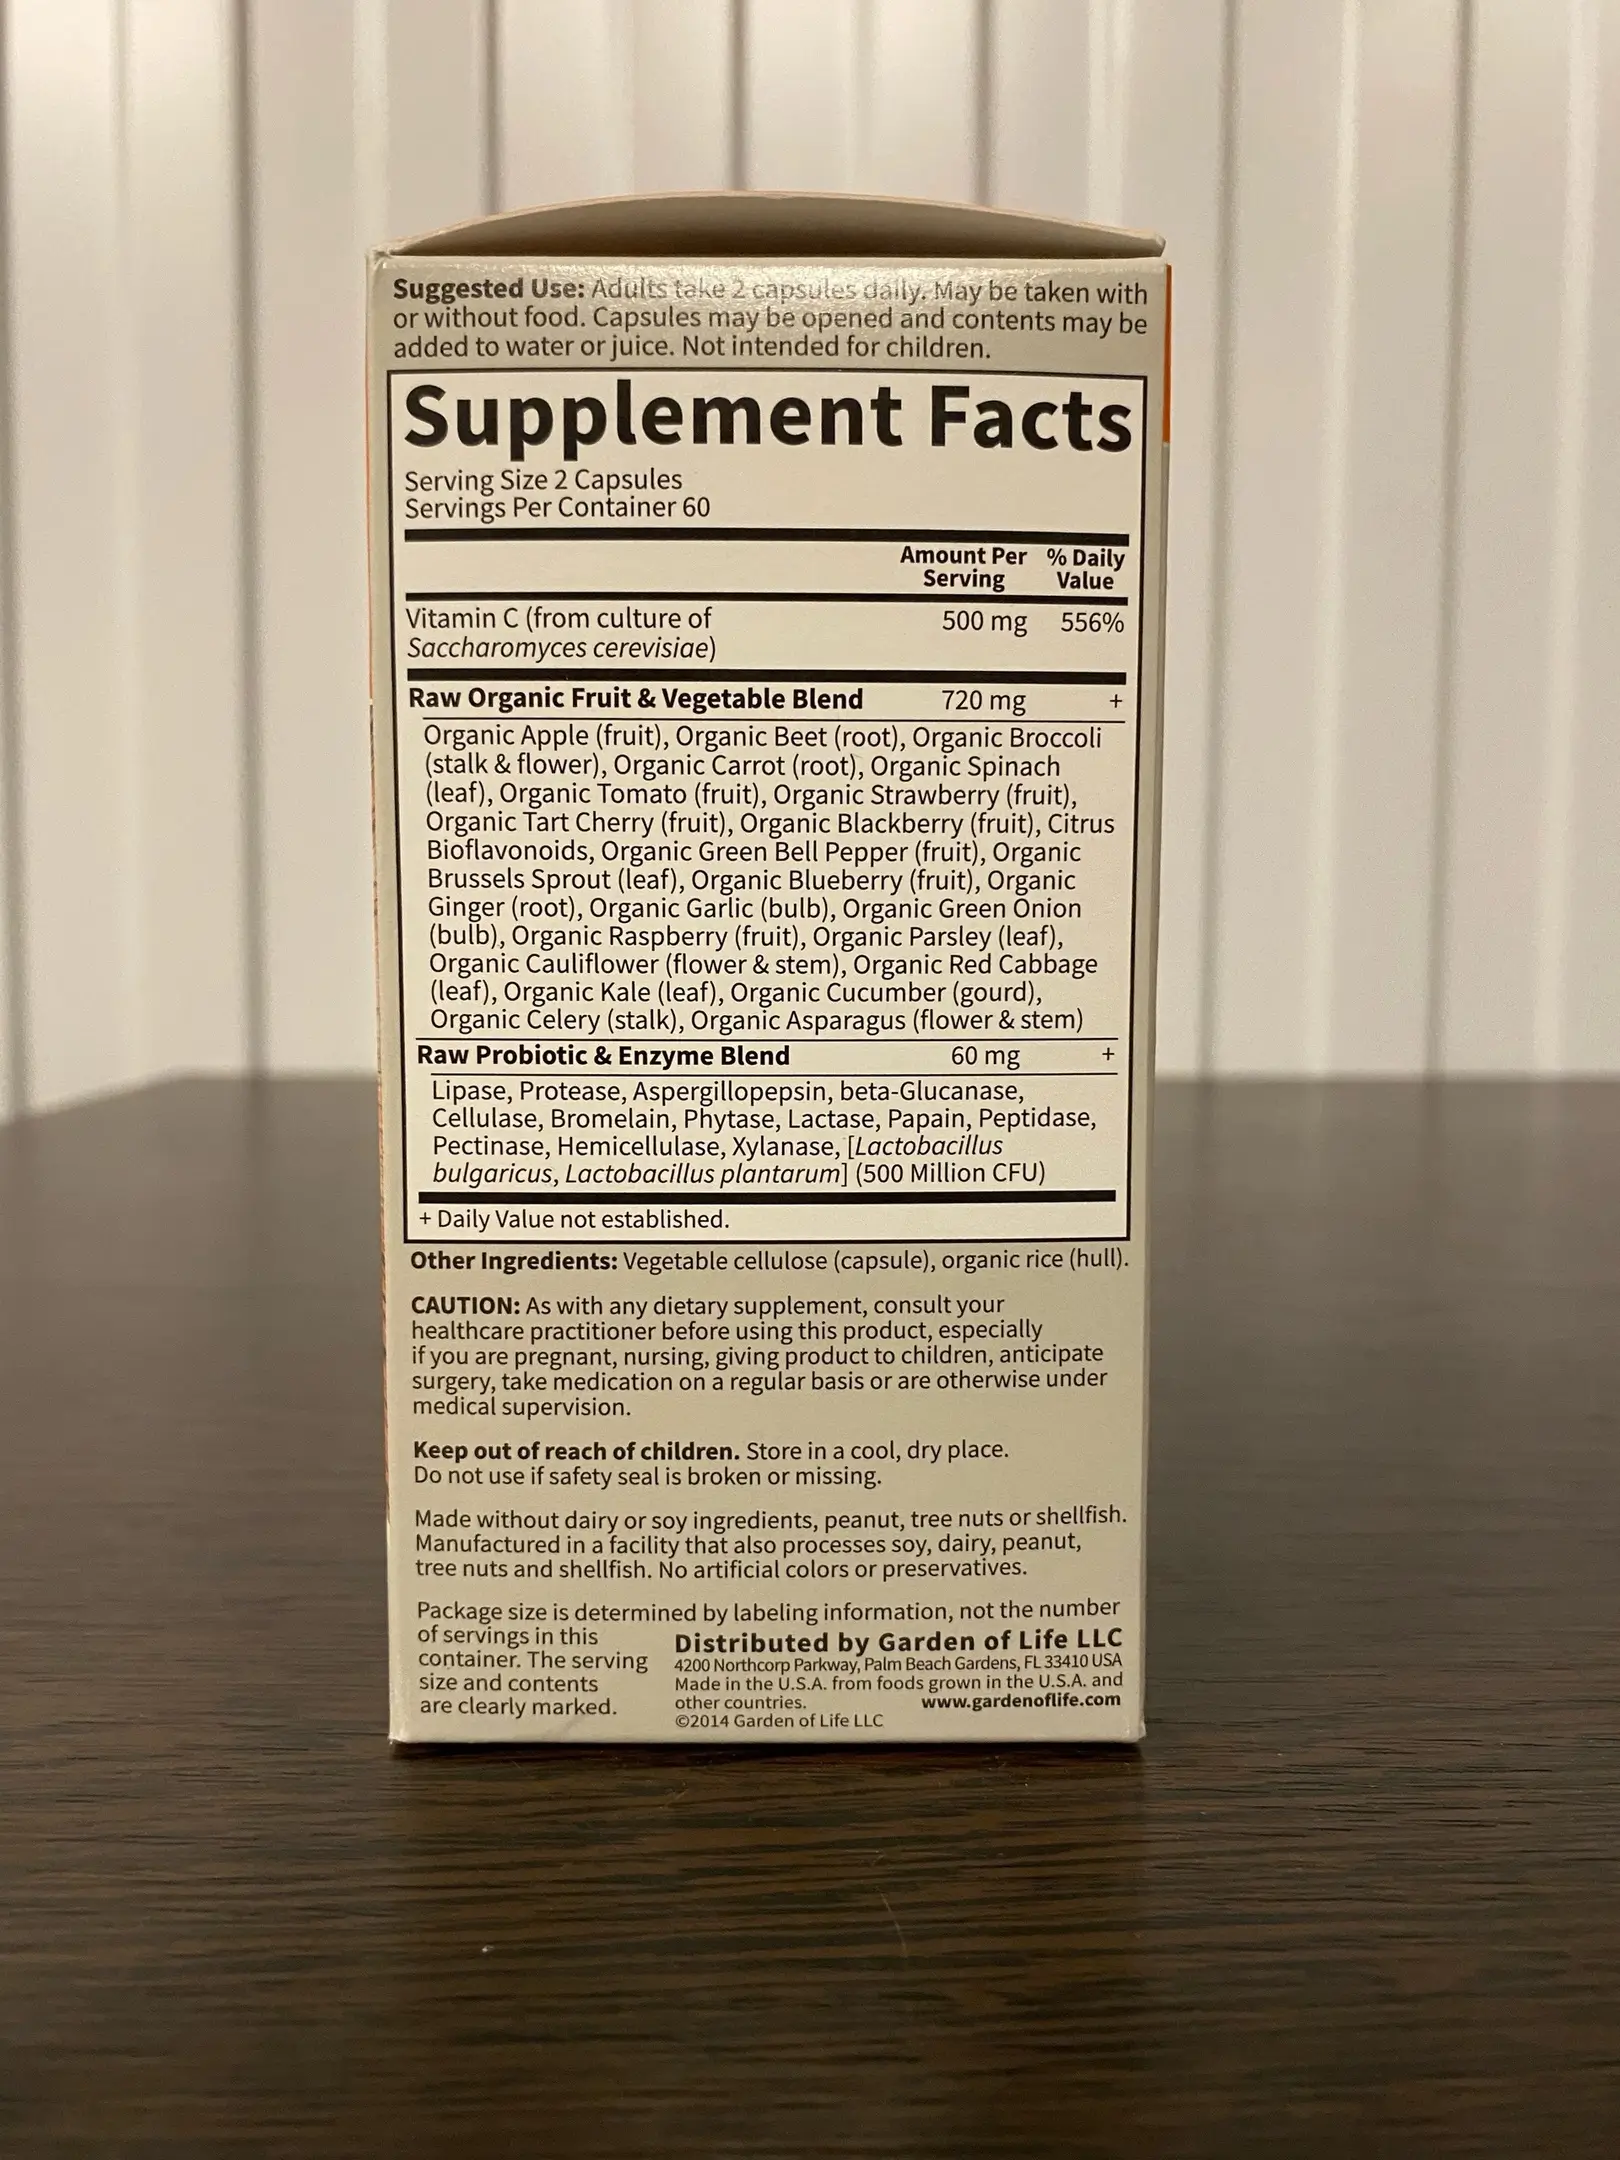 Suggested Use: Adults take 2 capsules daily. May be taken with
or without food. Capsules may be opened and contents may be
added to water or juice. Not intended for children.
Supplement Facts
Serving Size 2 Capsules
Servings Per Container 60
Amount Per % Daily
Serving Value
Vitamin C (from culture of 500 mg 556%
Saccharomyces cerevisiae)
Raw Organic Fruit & Vegetable Blend 720 mg +
Organic Apple (fruit), Organic Beet (root), Organic Broccoli
(stalk & flower), Organic Carrot (root), Organic Spinach
(leaf), Organic Tomato (fruit), Organic Strawberry (fruit),
Organic Tart Cherry (fruit), Organic Blackberry (fruit), Citrus
Bioflavonoids, Organic Green Bell Pepper (fruit), Organic
Brussels Sprout (leaf), Organic Blueberry (fruit), Organic
Ginger (root), Organic Garlic (bulb), Organic Green Onion
(bulb), Organic Raspberry (fruit), Organic Parsley (leaf),
Organic Cauliflower (flower & stem), Organic Red Cabbage
(leaf), Organic Kale (leaf), Organic Cucumber (gourd),
Organic Celery (stalk), Organic Asparagus (flower & stem)
Raw Probiotic & Enzyme Blend 60 mg +
Lipase, Protease, Aspergillopepsin, beta-Glucanase,
Cellulase, Bromelain, Phytase, Lactase, Papain, Peptidase,
Pectinase, Hemicellulase, Xylanase, [Lactobacillus
bulgaricus, Lactobacillus plantarum] (500 Million CFU)
+ Daily Value not established.
Other Ingredients: Vegetable cellulose (capsule), organic rice (hull).
CAUTION: As with any dietary supplement, consult your
healthcare practitioner before using this product, especially
if you are pregnant, nursing, giving product to children, anticipate
surgery, take medication on a regular basis or are otherwise under
medical supervision.
Keep out of reach of children. Store in a cool, dry place.
Do not use if safety seal is broken or missing.
Made without dairy or soy ingredients, peanut, tree nuts or shellfish.
Manufactured in a facility that also processes soy, dairy, peanut,
tree nuts and shellfish. No artificial colors or preservatives.
Package size is determined by labeling information, not the number
of servings in this
container. The serving
size and contents
are clearly marked.
Distributed by Garden of Life LLC
4200 Northcorp Parkway, Palm Beach Gardens, FL 33410 USA
Made in the U.S.A. from foods grown in the U.S.A. and
other countries. www.gardenoflife.com
©2014 Garden of Life LLC